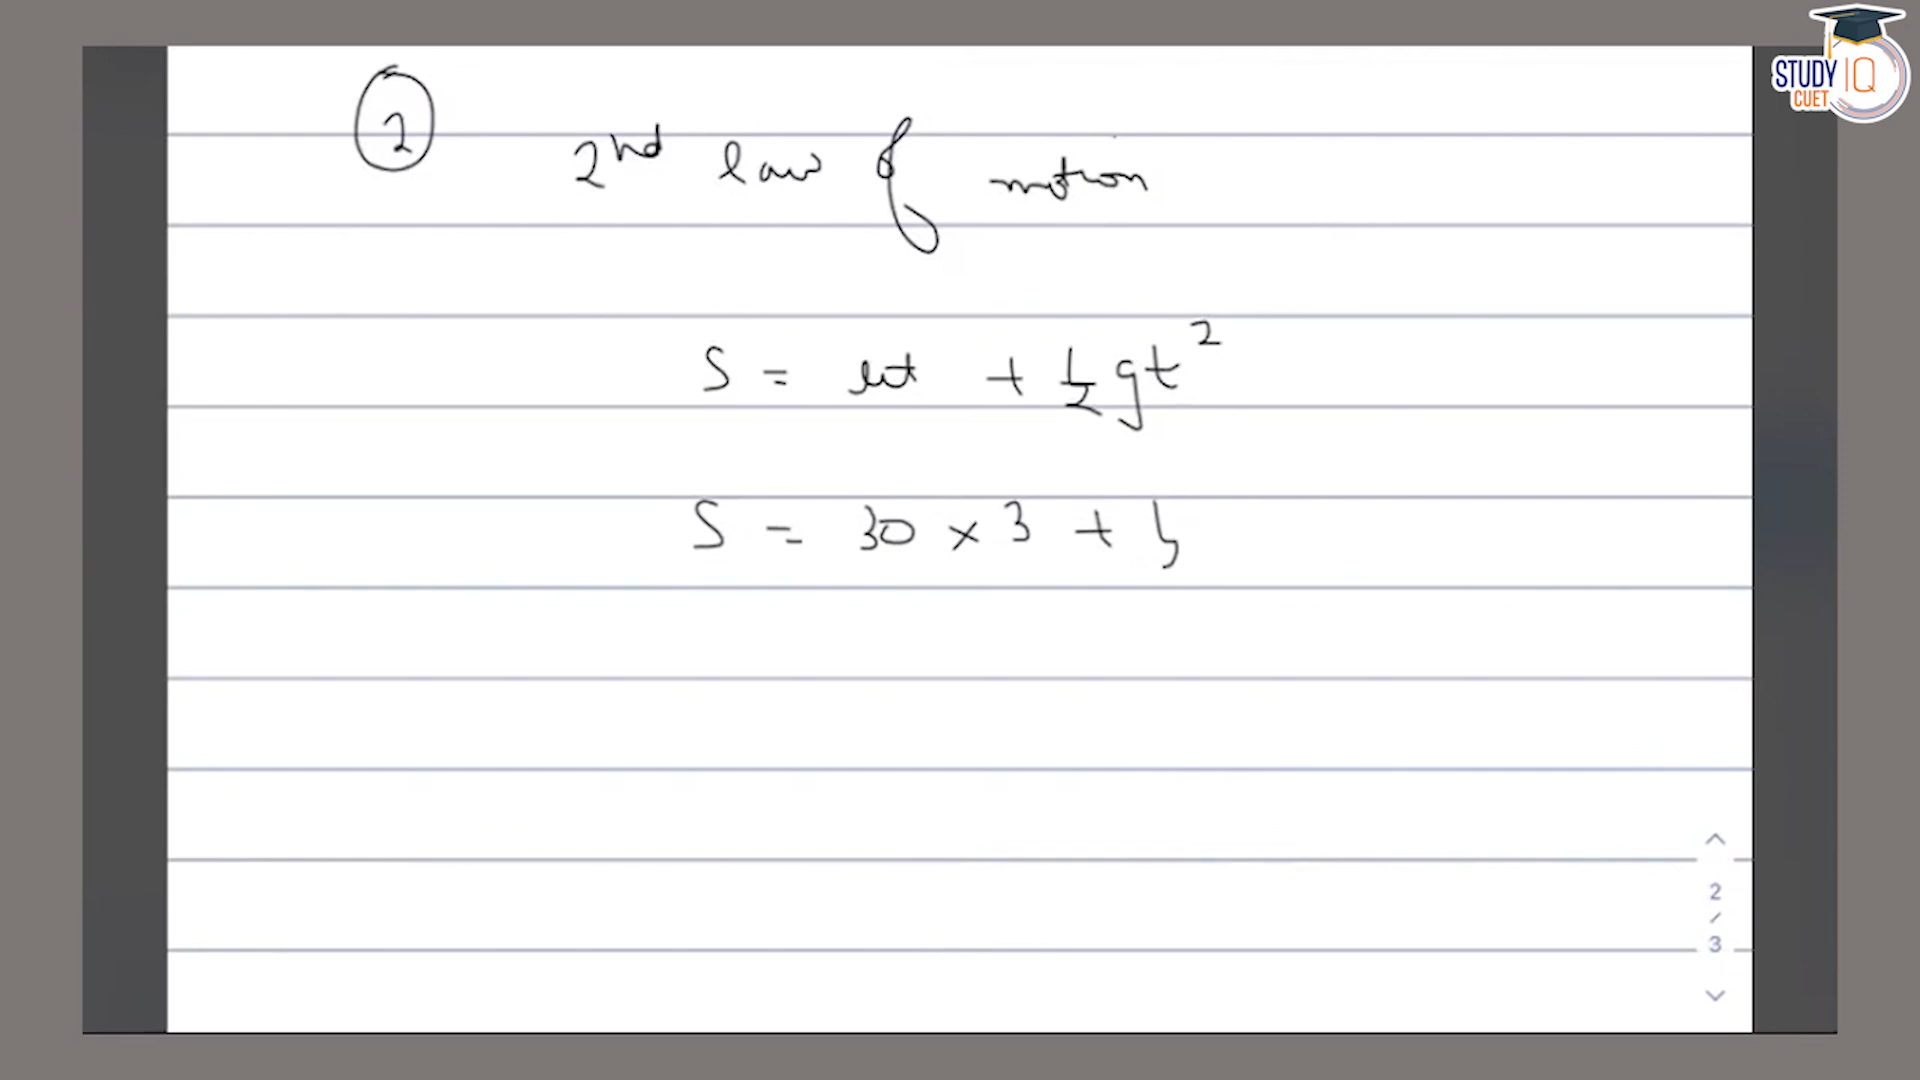 STUDY IQ
CUET
2
2nd law of motion
S = ut + 1/2 gt²
S = 30 × 3 + 1
2
/
3